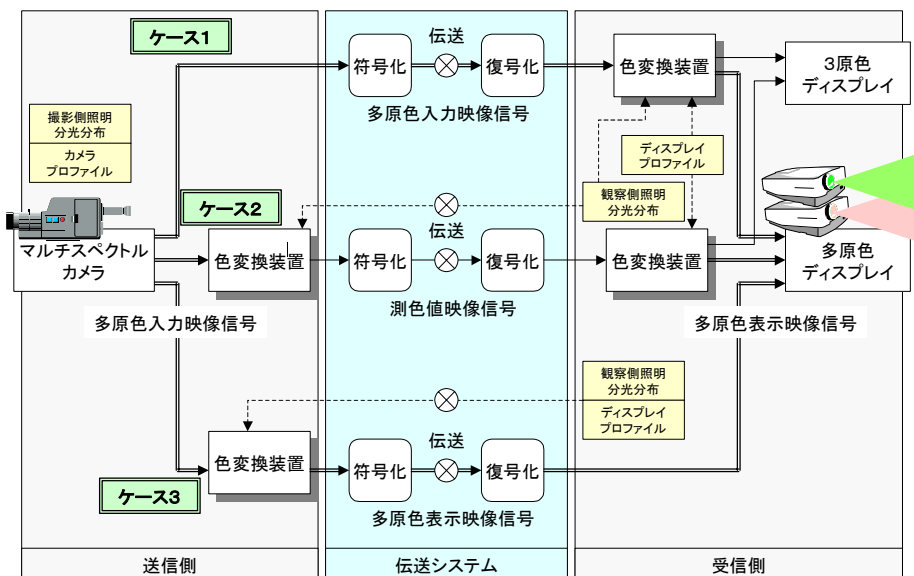 ケース1
撮影側照明
分光分布
カメラ
プロファイル
マルチスペクトル
カメラ
多原色入力映像信号
ケース2
色変換装置
色変換装置
ケース3
送信側
符号化
伝送
復号化
多原色入力映像信号
符号化
伝送
復号化
測色値映像信号
伝送
符号化
復号化
多原色表示映像信号
伝送システム
色変換装置
3原色
ディスプレイ
ディスプレイ
プロファイル
観察側照明
分光分布
色変換装置
多原色
ディスプレイ
多原色表示映像信号
観察側照明
分光分布
ディスプレイ
プロファイル
受信側